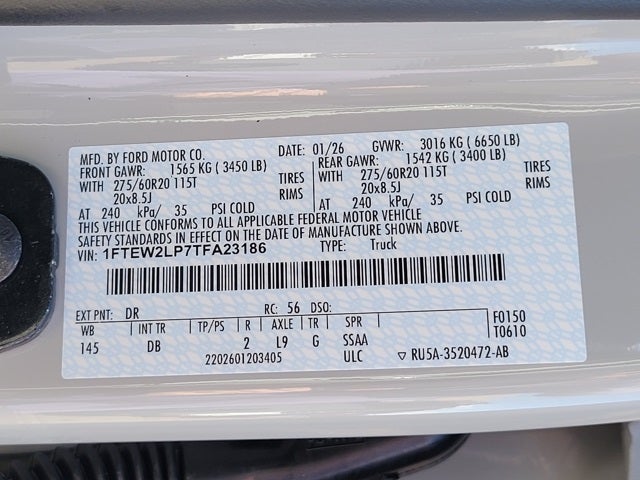 MFD. BY FORD MOTOR CO. DATE: 01/26 GVWR: 3016 KG (6650 LB)
FRONT GAWR: 1565 KG (3450 LB) REAR GAWR: 1542 KG (3400 LB)
WITH 275/60R20 115T TIRES WITH 275/60R20 115T TIRES
20x8.5J RIMS 20x8.5J RIMS
AT 240 kPa/ 35 PSI COLD AT 240 kPa/ 35 PSI COLD
THIS VEHICLE CONFORMS TO ALL APPLICABLE FEDERAL MOTOR VEHICLE
SAFETY STANDARDS IN EFFECT ON THE DATE OF MANUFACTURE SHOWN ABOVE.
VIN: 1FTEW2LP7TFA23186 TYPE: Truck
EXT PNT: DR RC: 56 DSO: F0150
WB INT TR TP/PS R AXLE TR SPR T0610
145 DB 2 L9 G SSAA
2202601203405 ULC ▽ RU5A-3520472-AB